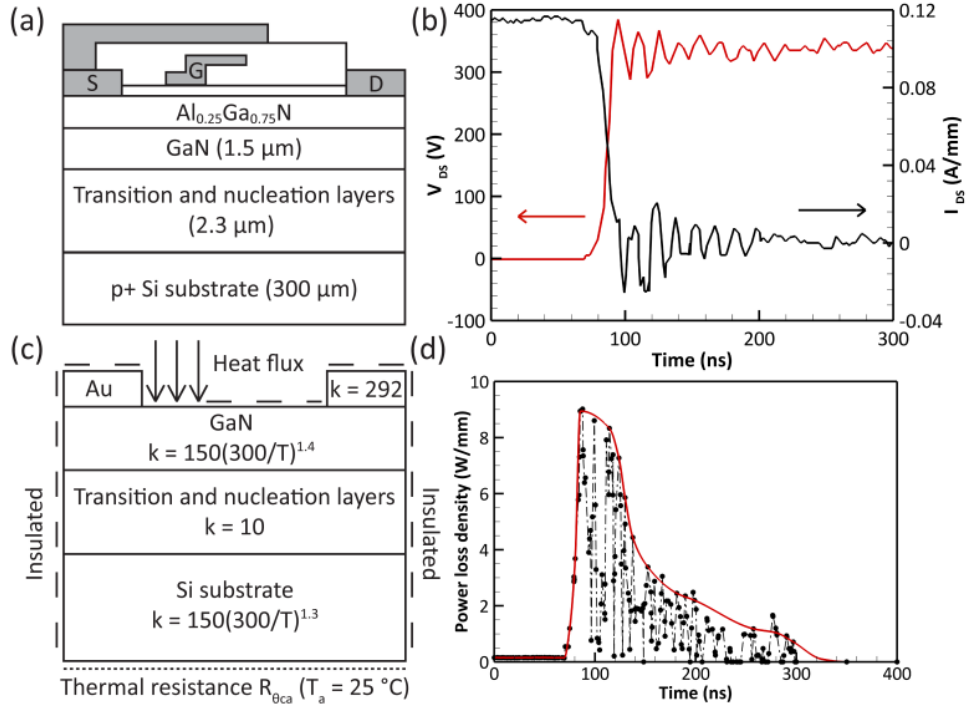 (a)
S
G
D
Al₀.₂₅Ga₀.₇₅N
GaN (1.5 µm)
Transition and nucleation layers
(2.3 µm)
p+ Si substrate (300 µm)
(b)
400
300
200
100
0
-100
V DS (V)
0.12
0.08
0.04
0
-0.04
I DS (A/mm)
0
100
200
300
Time (ns)
(c)
Heat flux
Au
k = 292
GaN
k = 150(300/T)¹·⁴
Transition and nucleation layers
k = 10
Si substrate
k = 150(300/T)¹·³
Insulated
Insulated
Thermal resistance Rθca (Ta = 25 °C)
(d)
10
8
6
4
2
0
Power loss density (W/mm)
0
100
200
300
400
Time (ns)